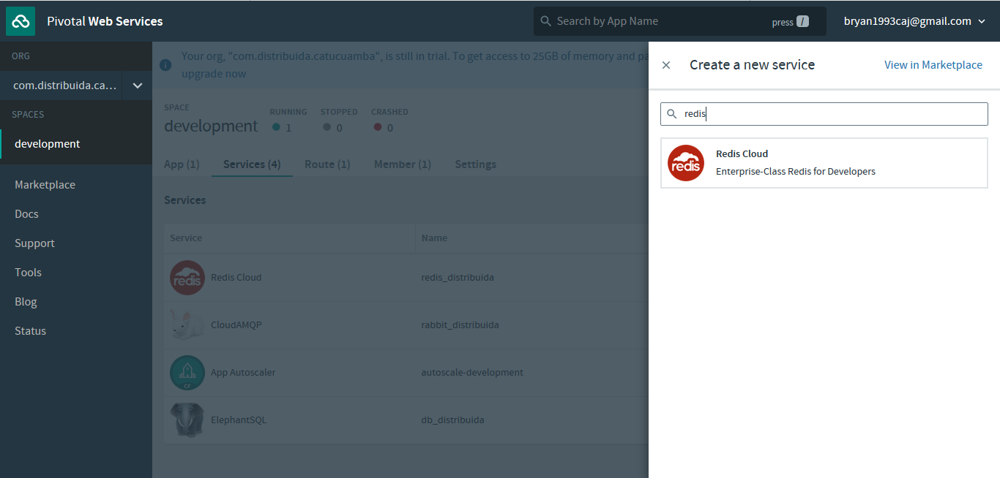 Pivotal Web Services
Search by App Name
press /
bryan1993caj@gmail.com
ORG
com.distribuida.ca...
SPACES
development
Marketplace
Docs
Support
Tools
Blog
Status
Your org, "com.distribuida.catucuamba", is still in trial. To get access to 25GB of memory and pa
upgrade now
SPACE
development
RUNNING
1
STOPPED
0
CRASHED
0
App (1)
Services (4)
Route (1)
Member (1)
Settings
Services
Service
Name
redis
Redis Cloud
redis_distribuida
CloudAMQP
rabbit_distribuida
CF
App Autoscaler
autoscale-development
ElephantSQL
db_distribuida
Create a new service
View in Marketplace
redis
redis
Redis Cloud
Enterprise-Class Redis for Developers